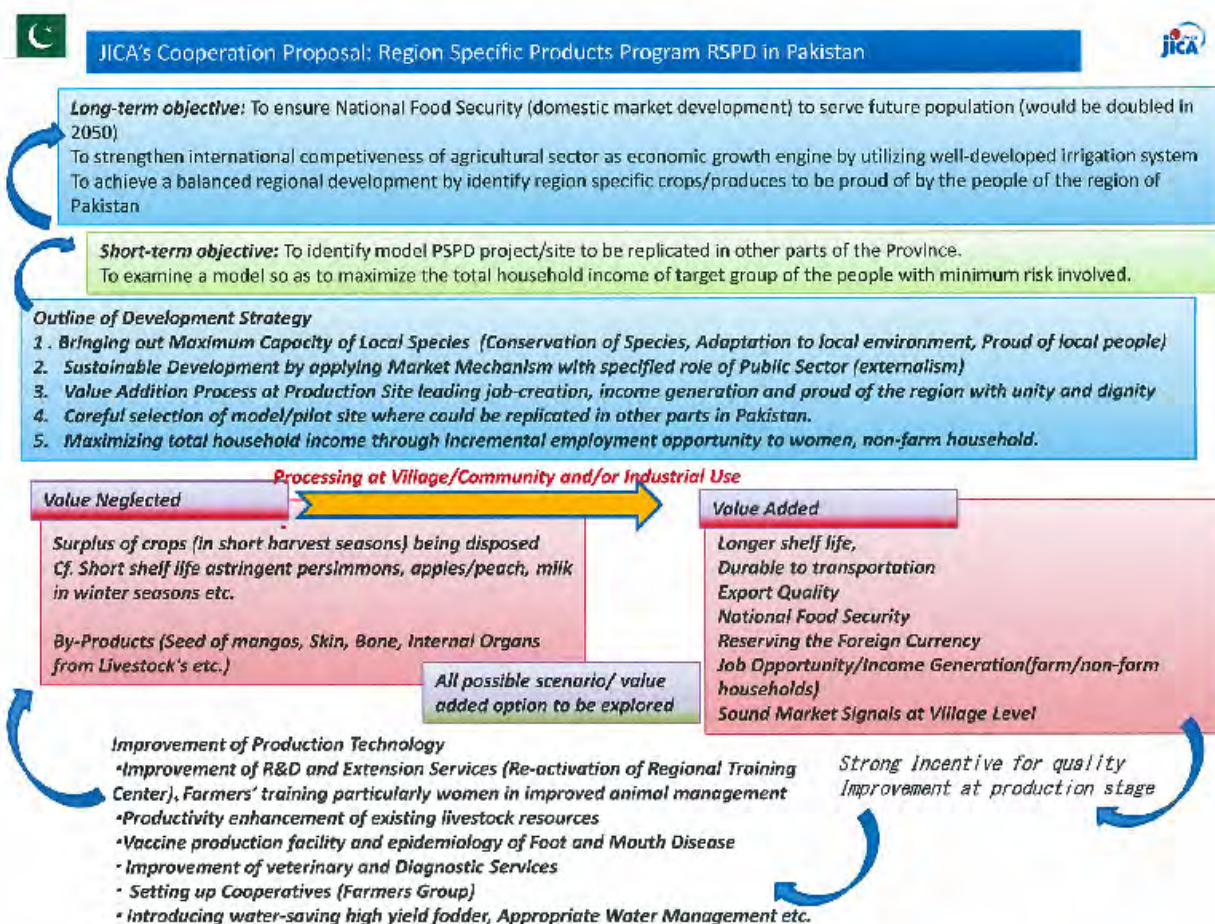 JICA's Cooperation Proposal: Region Specific Products Program RSPD in Pakistan
jICA
Long-term objective: To ensure National Food Security (domestic market development) to serve future population (would be doubled in
2050)
To strengthen international competiveness of agricultural sector as economic growth engine by utilizing well-developed irrigation system
To achieve a balanced regional development by identify region specific crops/produces to be proud of by the people of the region of
Pakistan
Short-term objective: To identify model PSPD project/site to be replicated in other parts of the Province.
To examine a model so as to maximize the total household income of target group of the people with minimum risk involved.
Outline of Development Strategy
1 . Bringing out Maximum Capacity of Local Species (Conservation of Species, Adaptation to local environment, Proud of local people)
2. Sustainable Development by applying Market Mechanism with specified role of Public Sector (externalism)
3. Value Addition Process at Production Site leading job-creation, income generation and proud of the region with unity and dignity
4. Careful selection of model/pilot site where could be replicated in other parts in Pakistan.
5. Maximizing total household income through incremental employment opportunity to women, non-farm household.
Processing at Village/Community and/or Industrial Use
Value Neglected
Surplus of crops (in short harvest seasons) being disposed
Cf. Short shelf life astringent persimmons, apples/peach, milk
in winter seasons etc.
By-Products (Seed of mangos, Skin, Bone, Internal Organs
from Livestock's etc.)
All possible scenario/ value
added option to be explored
Value Added
Longer shelf life,
Durable to transportation
Export Quality
National Food Security
Reserving the Foreign Currency
Job Opportunity/Income Generation(farm/non-farm
households)
Sound Market Signals at Village Level
Improvement of Production Technology
•Improvement of R&D and Extension Services (Re-activation of Regional Training
Center), Farmers' training particularly women in improved animal management
•Productivity enhancement of existing livestock resources
•Vaccine production facility and epidemiology of Foot and Mouth Disease
• Improvement of veterinary and Diagnostic Services
• Setting up Cooperatives (Farmers Group)
• Introducing water-saving high yield fodder, Appropriate Water Management etc.
Strong Incentive for quality
Improvement at production stage